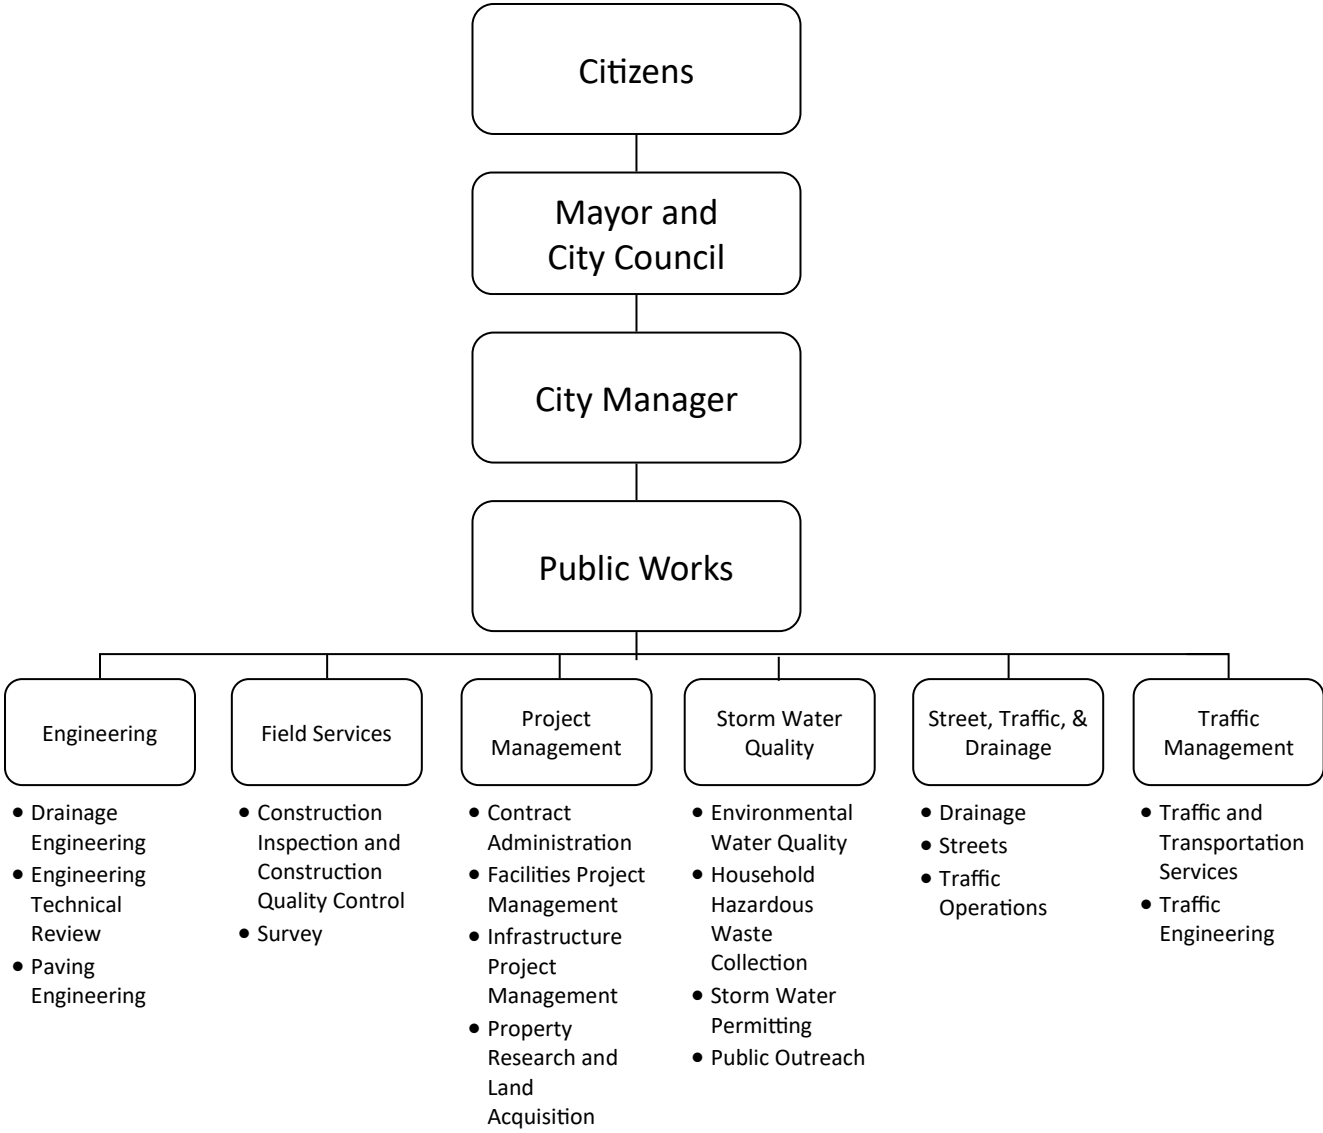 Citizens
Mayor and
City Council
City Manager
Public Works
Engineering
• Drainage
Engineering
• Engineering
Technical
Review
• Paving
Engineering
Field Services
• Construction
Inspection and
Construction
Quality Control
• Survey
Project
Management
• Contract
Administration
• Facilities Project
Management
• Infrastructure
Project
Management
• Property
Research and
Land
Acquisition
Storm Water
Quality
• Environmental
Water Quality
• Household
Hazardous
Waste
Collection
• Storm Water
Permitting
• Public Outreach
Street, Traffic, &
Drainage
• Drainage
• Streets
• Traffic
Operations
Traffic
Management
• Traffic and
Transportation
Services
• Traffic
Engineering